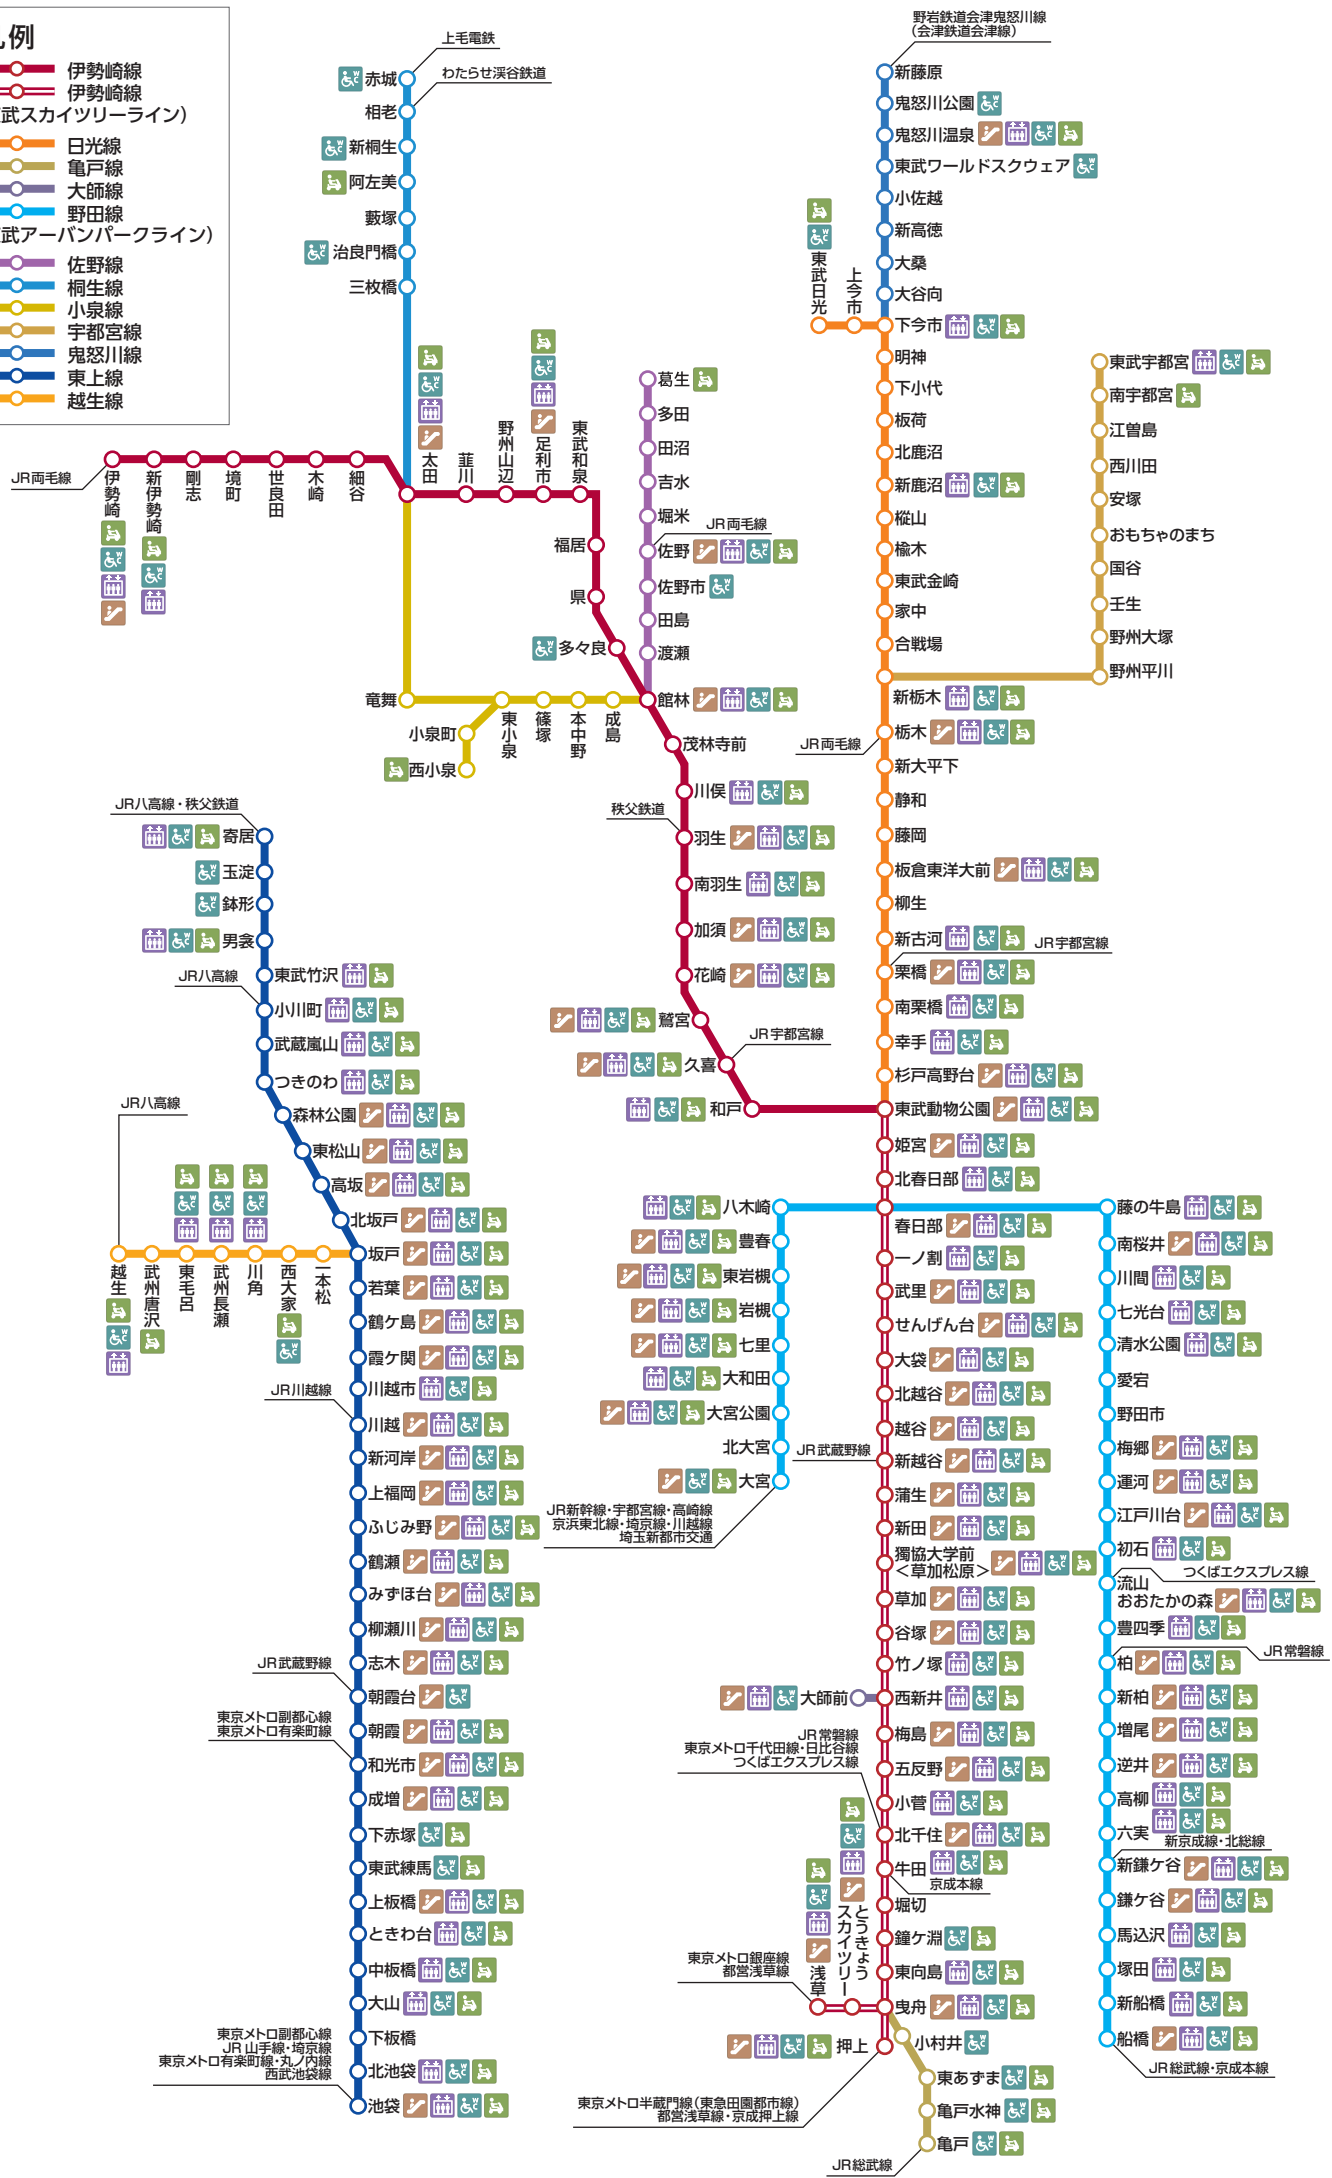 凡例
伊勢崎線
伊勢崎線
武スカイツリーライン)
日光線
亀戸線
大師線
野田線
武アーバンパークライン)
佐野線
桐生線
小泉線
宇都宮線
鬼怒川線
東上線
越生線
上毛電鉄
わたらせ渓谷鉄道
赤城
相老
新桐生
阿左美
藪塚
治良門橋
三枚橋
JR両毛線
伊勢崎
新伊勢崎
剛志
境町
世良田
木崎
細谷
太田
韮川
野州山辺
足利市
東武和泉
福居
県
多々良
館林
茂林寺前
川俣
秩父鉄道
羽生
南羽生
加須
花崎
鷲宮
久喜
JR宇都宮線
和戸
竜舞
小泉町
西小泉
東小泉
篠塚
本中野
成島
葛生
多田
田沼
吉水
堀米
JR両毛線
佐野
佐野市
田島
渡瀬
野岩鉄道会津鬼怒川線
(会津鉄道会津線)
新藤原
鬼怒川公園
鬼怒川温泉
東武ワールドスクウェア
小佐越
新高徳
大桑
大谷向
東武日光
上今市
下今市
明神
下小代
板荷
北鹿沼
新鹿沼
樅山
楡木
東武金崎
家中
合戦場
新栃木
JR両毛線
栃木
新大平下
静和
藤岡
板倉東洋大前
柳生
新古河
JR宇都宮線
栗橋
南栗橋
幸手
杉戸高野台
東武動物公園
東武宇都宮
南宇都宮
江曽島
西川田
安塚
おもちゃのまち
国谷
壬生
野州大塚
野州平川
姫宮
北春日部
春日部
一ノ割
武里
せんげん台
大袋
北越谷
越谷
JR武蔵野線
新越谷
蒲生
新田
獨協大学前
<草加松原>
草加
谷塚
竹ノ塚
大師前
西新井
梅島
五反野
小菅
JR常磐線
東京メトロ千代田線・日比谷線
つくばエクスプレス線
北千住
牛田
京成本線
堀切
鐘ケ淵
東向島
曳舟
とうきょう
スカイツリー
浅草
東京メトロ銀座線
都営浅草線
押上
東京メトロ半蔵門線(東急田園都市線)
都営浅草線・京成押上線
小村井
東あずま
亀戸水神
亀戸
JR総武線
八木崎
豊春
東岩槻
岩槻
七里
大和田
大宮公園
北大宮
大宮
JR新幹線・宇都宮線・高崎線
京浜東北線・埼京線・川越線
埼玉新都市交通
藤の牛島
南桜井
川間
七光台
清水公園
愛宕
野田市
梅郷
運河
江戸川台
初石
つくばエクスプレス線
流山
おおたかの森
豊四季
JR常磐線
柏
新柏
増尾
逆井
高柳
六実
新京成線・北総線
新鎌ケ谷
鎌ケ谷
馬込沢
塚田
新船橋
船橋
JR総武線・京成本線
JR八高線・秩父鉄道
寄居
玉淀
鉢形
男衾
東武竹沢
JR八高線
小川町
武蔵嵐山
つきのわ
森林公園
東松山
高坂
北坂戸
坂戸
JR八高線
越生
武州唐沢
東毛呂
武州長瀬
川角
西大家
一本松
若葉
鶴ケ島
霞ケ関
川越市
JR川越線
川越
新河岸
上福岡
ふじみ野
鶴瀬
みずほ台
柳瀬川
志木
JR武蔵野線
朝霞台
朝霞
東京メトロ副都心線
東京メトロ有楽町線
和光市
成増
下赤塚
東武練馬
上板橋
ときわ台
中板橋
大山
下板橋
北池袋
東京メトロ副都心線
JR山手線・埼京線
東京メトロ有楽町線・丸ノ内線
西武池袋線
池袋